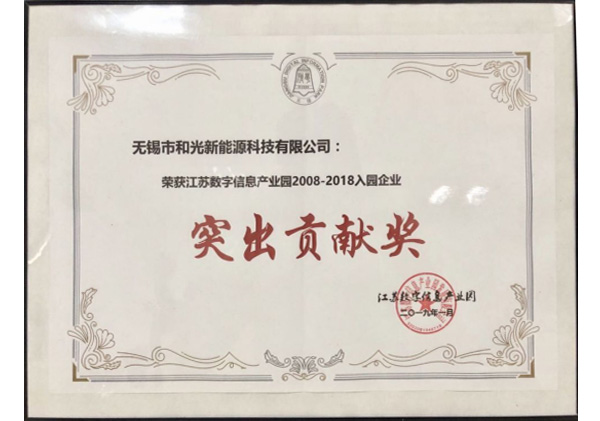 无锡市和光新能源科技有限公司：
荣获江苏数字信息产业园2008-2018入园企业
突出贡献奖
江苏数字信息产业园
二〇一九年一月